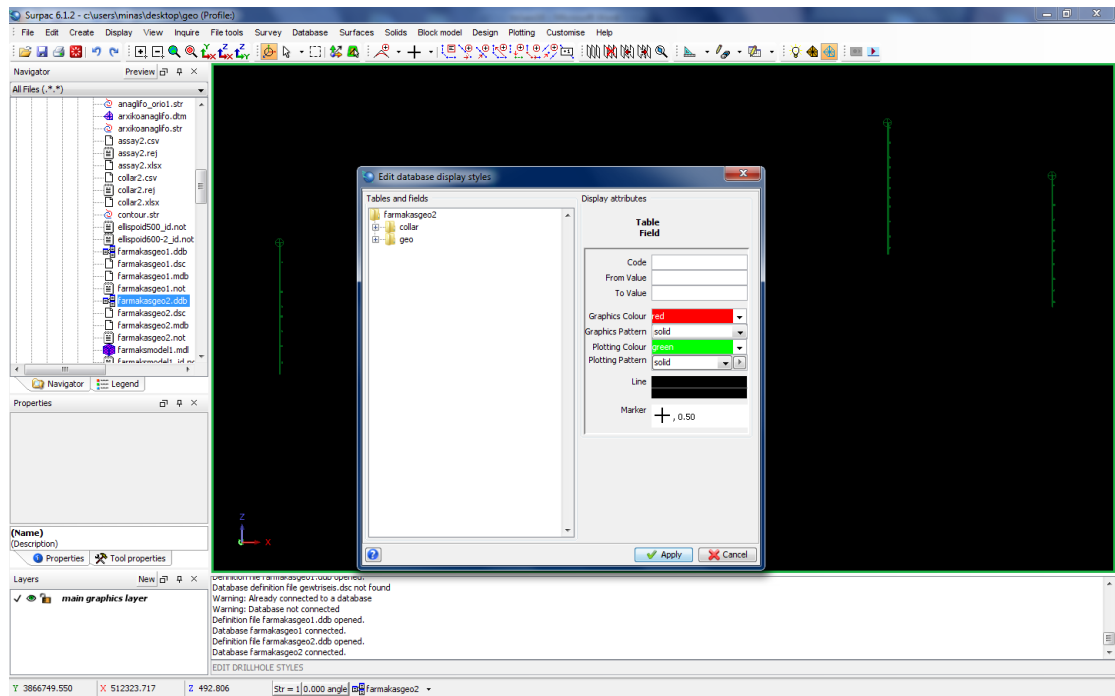 Surpac 6.1.2 - c:\users\minas\desktop\geo (Profile:)
File Edit Create Display View Inquire File tools Survey Database Surfaces Solids Block model Design Plotting Customise Help
Navigator Preview
All Files (.*.*)
anaglifo_orio1.str
arxikoanaglifo.dtm
arxikoanaglifo.str
assay2.csv
assay2.rej
assay2.xlsx
collar2.csv
collar2.rej
collar2.xlsx
contour.str
ellispoid500_id.not
ellispoid600-2_id.not
farmakasgeo1.ddb
farmakasgeo1.dsc
farmakasgeo1.mdb
farmakasgeo1.not
farmakasgeo2.ddb
farmakasgeo2.dsc
farmakasgeo2.mdb
farmakasgeo2.not
farmaksmodel1.mdl
Navigator Legend
Properties
(Name)
(Description)
Properties Tool properties
Layers New
main graphics layer
Z
X
Edit database display styles
Tables and fields
farmakasgeo2
collar
geo
Display attributes
Table
Field
Code
From Value
To Value
Graphics Colour red
Graphics Pattern solid
Plotting Colour green
Plotting Pattern solid
Line
Marker , 0.50
Apply Cancel
Definition file farmakasgeo1.ddb opened.
Database definition file gewtriseis.dsc not found
Warning: Already connected to a database
Warning: Database not connected
Definition file farmakasgeo1.ddb opened.
Database farmakasgeo1 connected.
Definition file farmakasgeo2.ddb opened.
Database farmakasgeo2 connected.
EDIT DRILLHOLE STYLES
Y 3866749.550 X 512323.717 Z 492.806 Str = 1 0.000 angle farmakasgeo2